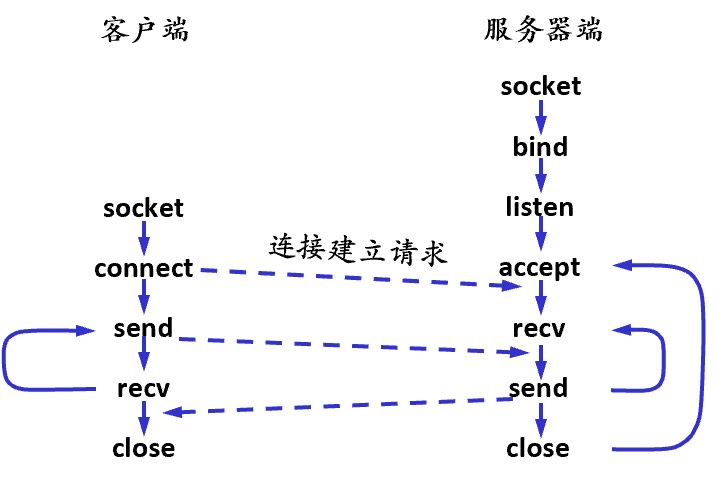 客户端
服务器端
socket
bind
listen
socket
连接建立请求
connect
accept
send
recv
recv
send
close
close